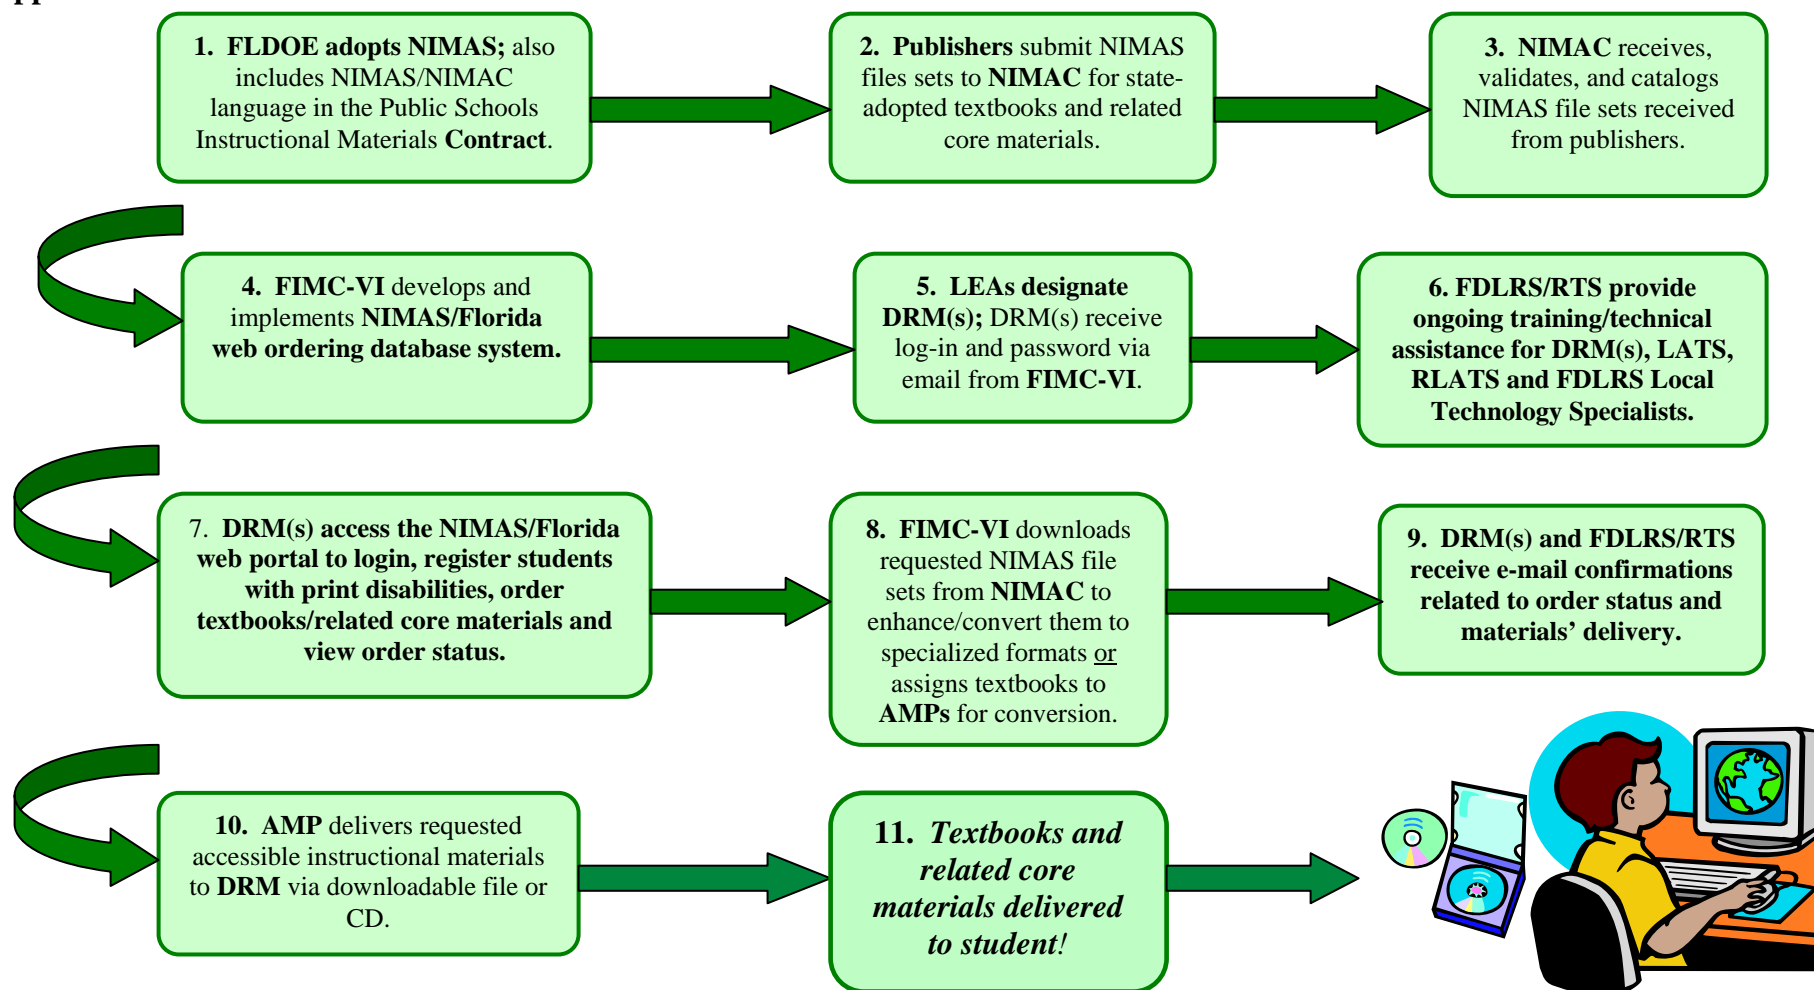 1. FLDOE adopts NIMAS; also
includes NIMAS/NIMAC
language in the Public Schools
Instructional Materials Contract.
2. Publishers submit NIMAS
files sets to NIMAC for state-
adopted textbooks and related
core materials.
3. NIMAC receives,
validates, and catalogs
NIMAS file sets received
from publishers.
4. FIMC-VI develops and
implements NIMAS/Florida
web ordering database system.
5. LEAs designate
DRM(s); DRM(s) receive
log-in and password via
email from FIMC-VI.
6. FDLRS/RTS provide
ongoing training/technical
assistance for DRM(s), LATS,
RLATS and FDLRS Local
Technology Specialists.
7. DRM(s) access the NIMAS/Florida
web portal to login, register students
with print disabilities, order
textbooks/related core materials and
view order status.
8. FIMC-VI downloads
requested NIMAS file
sets from NIMAC to
enhance/convert them to
specialized formats or
assigns textbooks to
AMPs for conversion.
9. DRM(s) and FDLRS/RTS
receive e-mail confirmations
related to order status and
materials’ delivery.
10. AMP delivers requested
accessible instructional materials
to DRM via downloadable file or
CD.
11. Textbooks and
related core
materials delivered
to student!